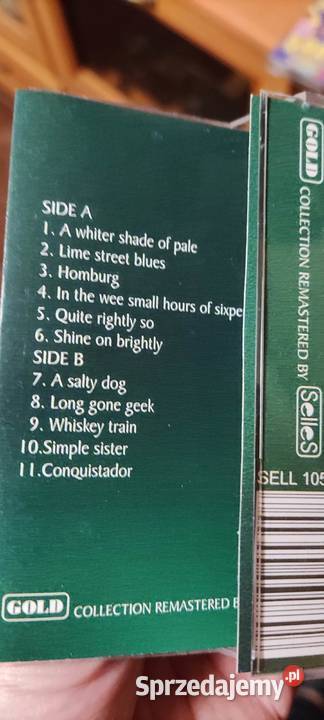 SIDE A
1. A whiter shade of pale
2. Lime street blues
3. Homburg
4. In the wee small hours of sixpe
5. Quite rightly so
6. Shine on brightly
SIDE B
7. A salty dog
8. Long gone geek
9. Whiskey train
10.Simple sister
11.Conquistador
GOLD COLLECTION REMASTERED B
GOLD COLLECTION REMASTERED BY SelleS
SELL 105
Sprzedajemy.pl